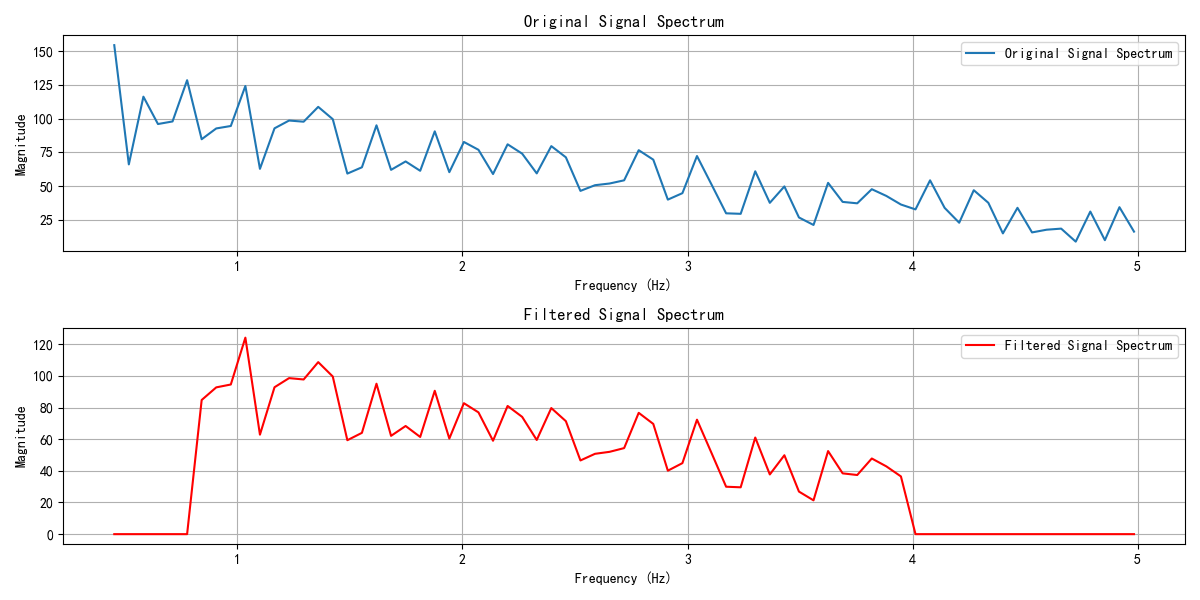 Original Signal Spectrum
150
125
100
75
50
25
Magnitude
Original Signal Spectrum
1 2 3 4 5
Frequency (Hz)
Filtered Signal Spectrum
120
100
80
60
40
20
0
Magnitude
Filtered Signal Spectrum
1 2 3 4 5
Frequency (Hz)